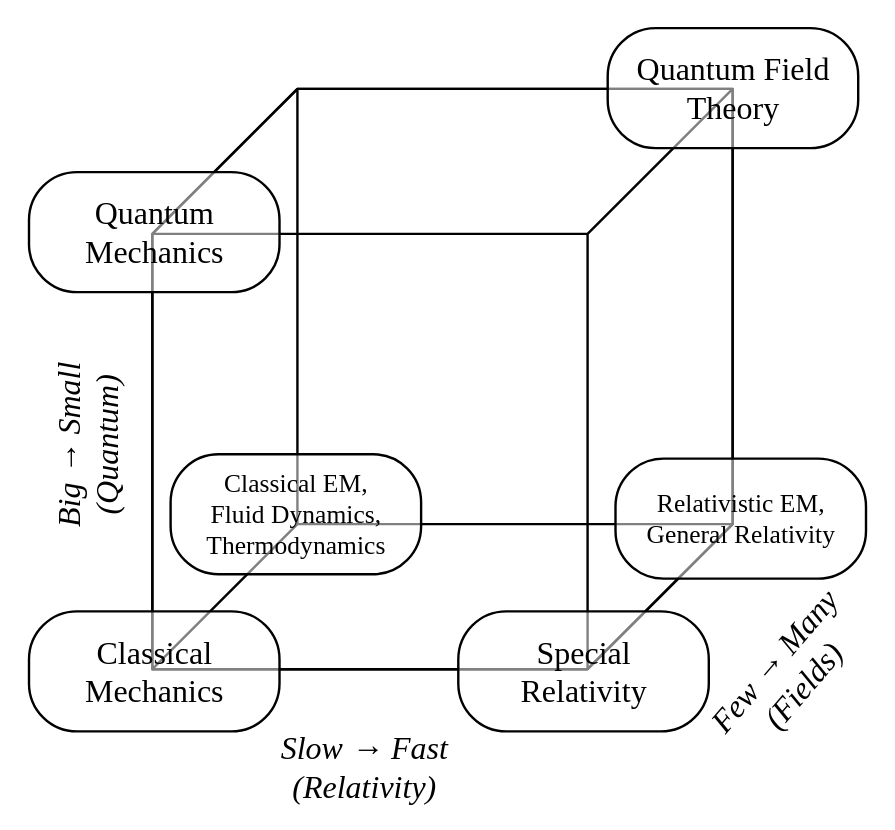 Quantum Field
Theory
Quantum
Mechanics
Big → Small
(Quantum)
Classical EM,
Fluid Dynamics,
Thermodynamics
Relativistic EM,
General Relativity
Classical
Mechanics
Special
Relativity
Few → Many
(Fields)
Slow → Fast
(Relativity)